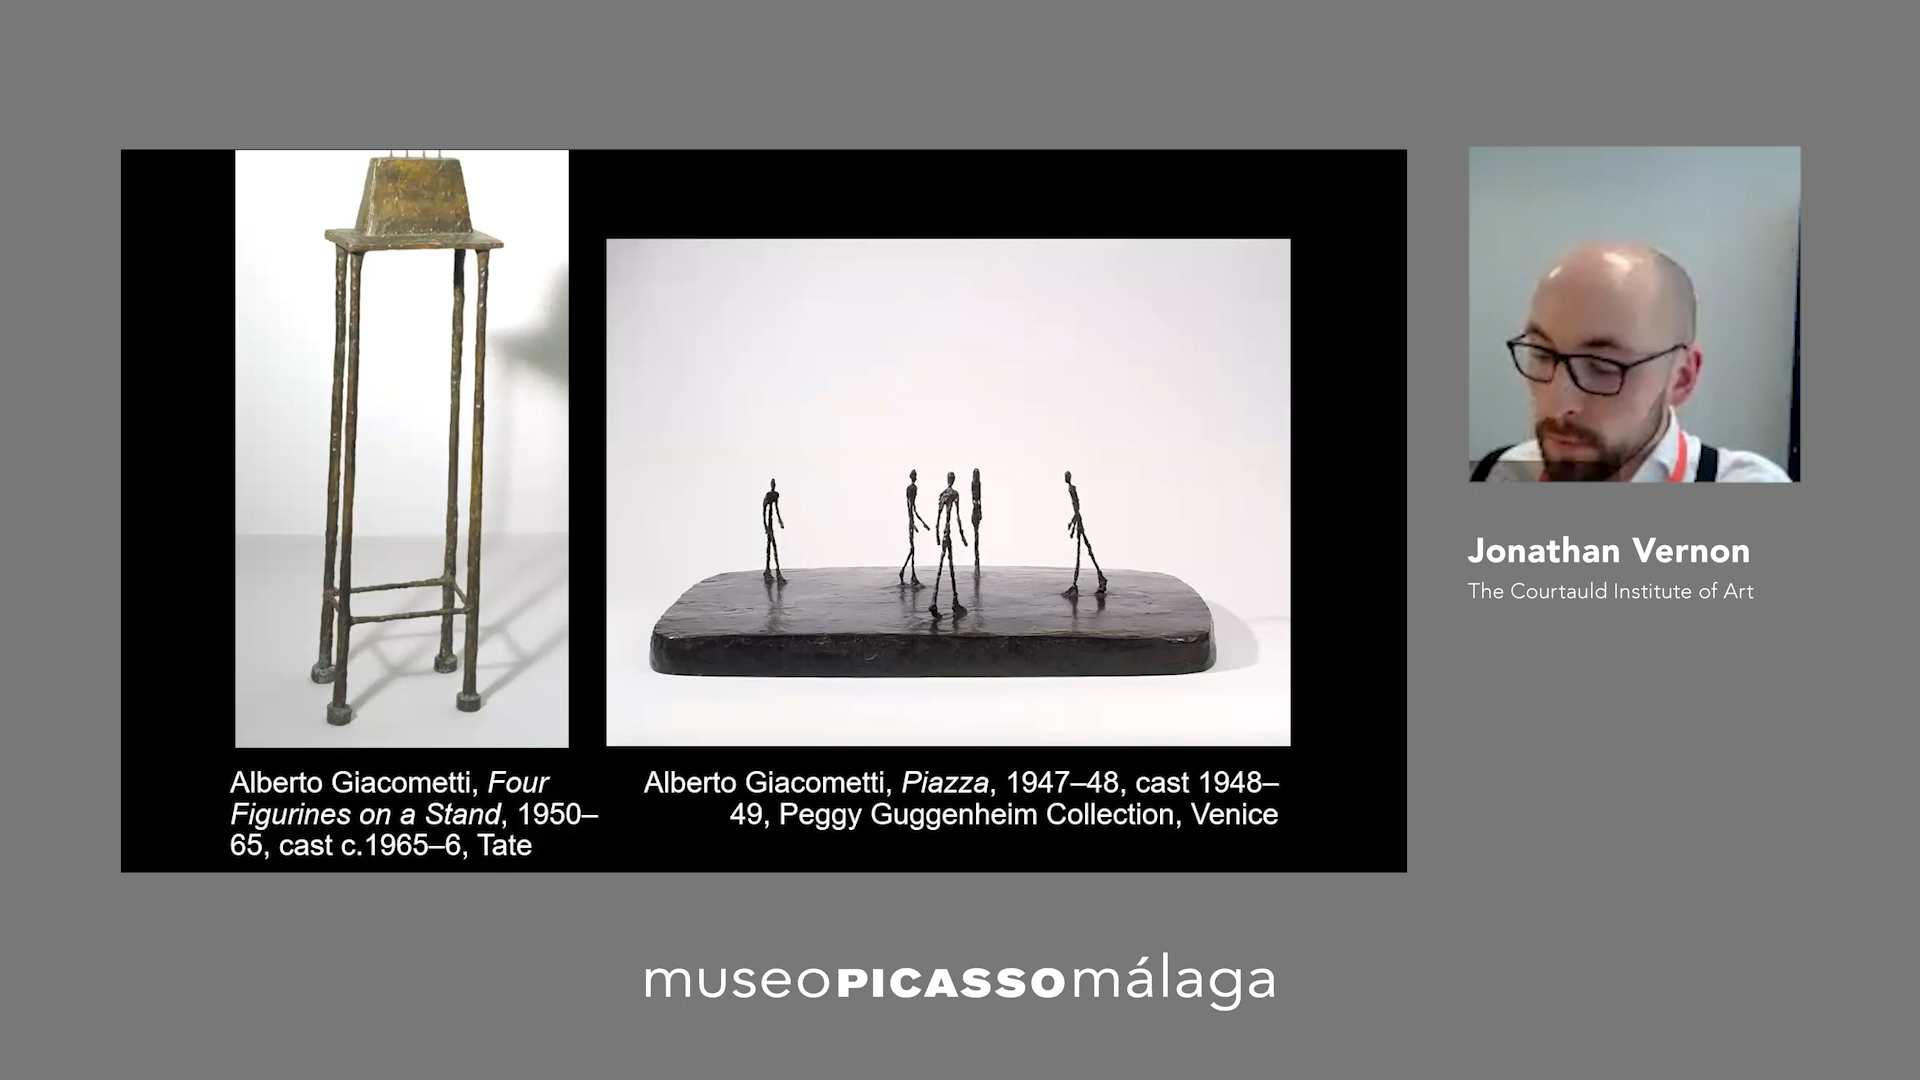 Alberto Giacometti, Four
Figurines on a Stand, 1950–
65, cast c.1965–6, Tate
Alberto Giacometti, Piazza, 1947–48, cast 1948–
49, Peggy Guggenheim Collection, Venice
Jonathan Vernon
The Courtauld Institute of Art
museoPICASSOmálaga